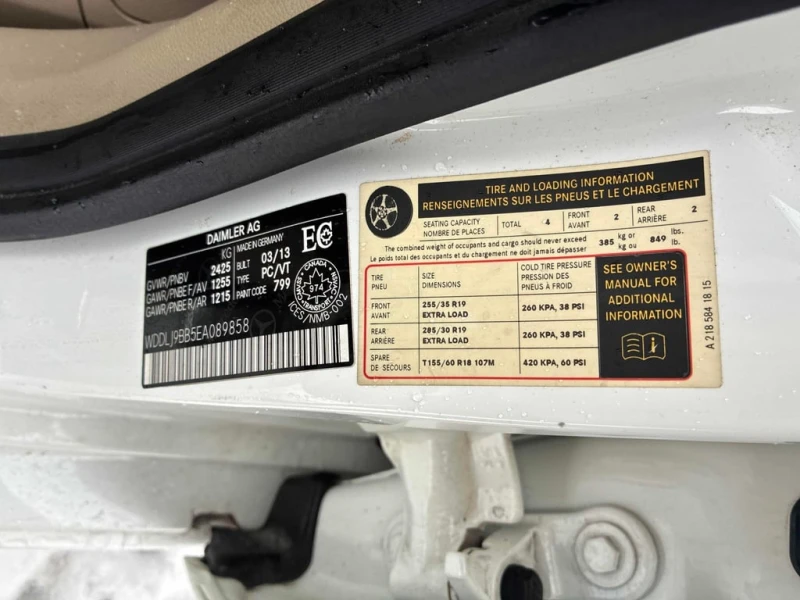 DAIMLER AG
MADE IN GERMANY
KG
GVWR/PNBV 2425
GAWR/PNBE F/AV 1255
GAWR/PNBE R/AR 1215
BUILT 03/13
TYPE PC/VT
PAINT CODE 799
EC
CANADA
974
TRANSPORT
ICES/NMB-002
WDDLJ9BB5EA089858
TIRE AND LOADING INFORMATION
RENSEIGNEMENTS SUR LES PNEUS ET LE CHARGEMENT
SEATING CAPACITY
NOMBRE DE PLACES
TOTAL 4
FRONT
AVANT 2
REAR
ARRIÈRE 2
The combined weight of occupants and cargo should never exceed 385 kg or 849 lbs.
Le poids total des occupants et du chargement ne doit jamais dépasser kg ou lb.
TIRE
PNEU
SIZE
DIMENSIONS
COLD TIRE PRESSURE
PRESSION DES
PNEUS À FROID
FRONT
AVANT
255/35 R19
EXTRA LOAD
260 KPA, 38 PSI
REAR
ARRIÈRE
285/30 R19
EXTRA LOAD
260 KPA, 38 PSI
SPARE
DE SECOURS
T155/60 R18 107M
420 KPA, 60 PSI
SEE OWNER'S
MANUAL FOR
ADDITIONAL
INFORMATION
A 218 584 18 15